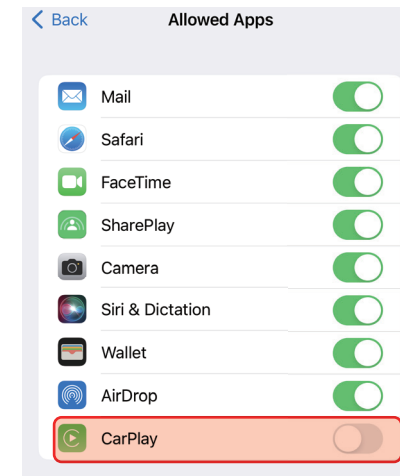 Back
Allowed Apps
Mail
Safari
FaceTime
SharePlay
Camera
Siri & Dictation
Wallet
AirDrop
CarPlay